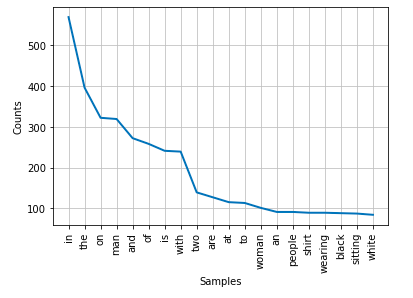 500
400
300
200
100
Counts
in
the
on
man
and
of
is
with
two
are
at
to
woman
an
people
shirt
wearing
black
sitting
white
Samples